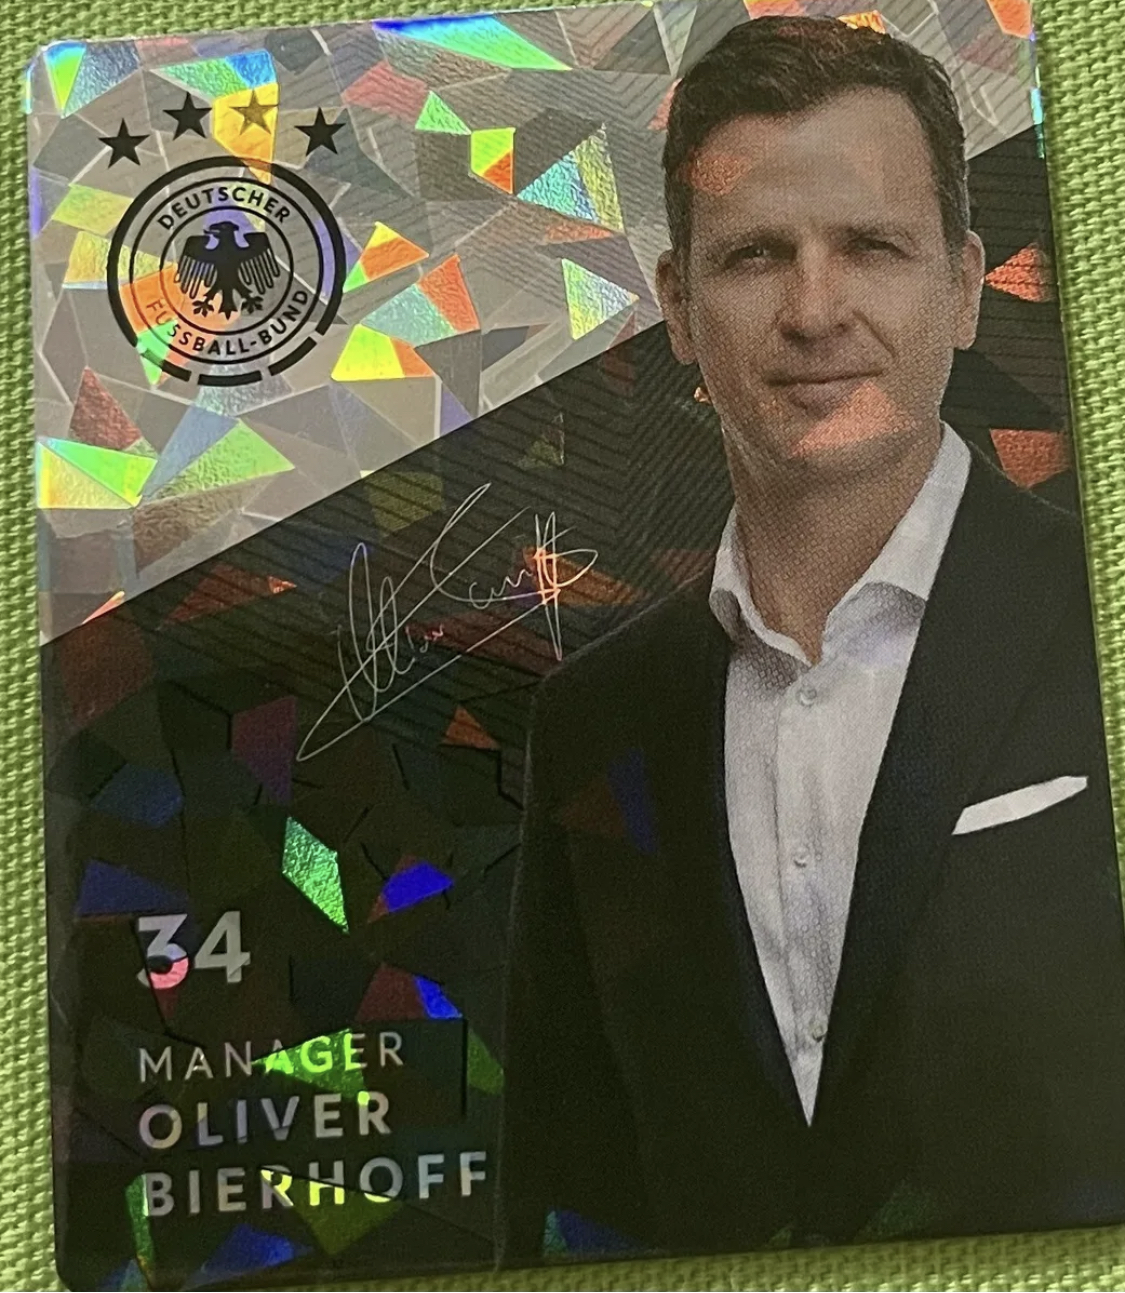 DEUTSCHER
FUSSBALL-BUND
34
MANAGER
OLIVER
BIERHOFF